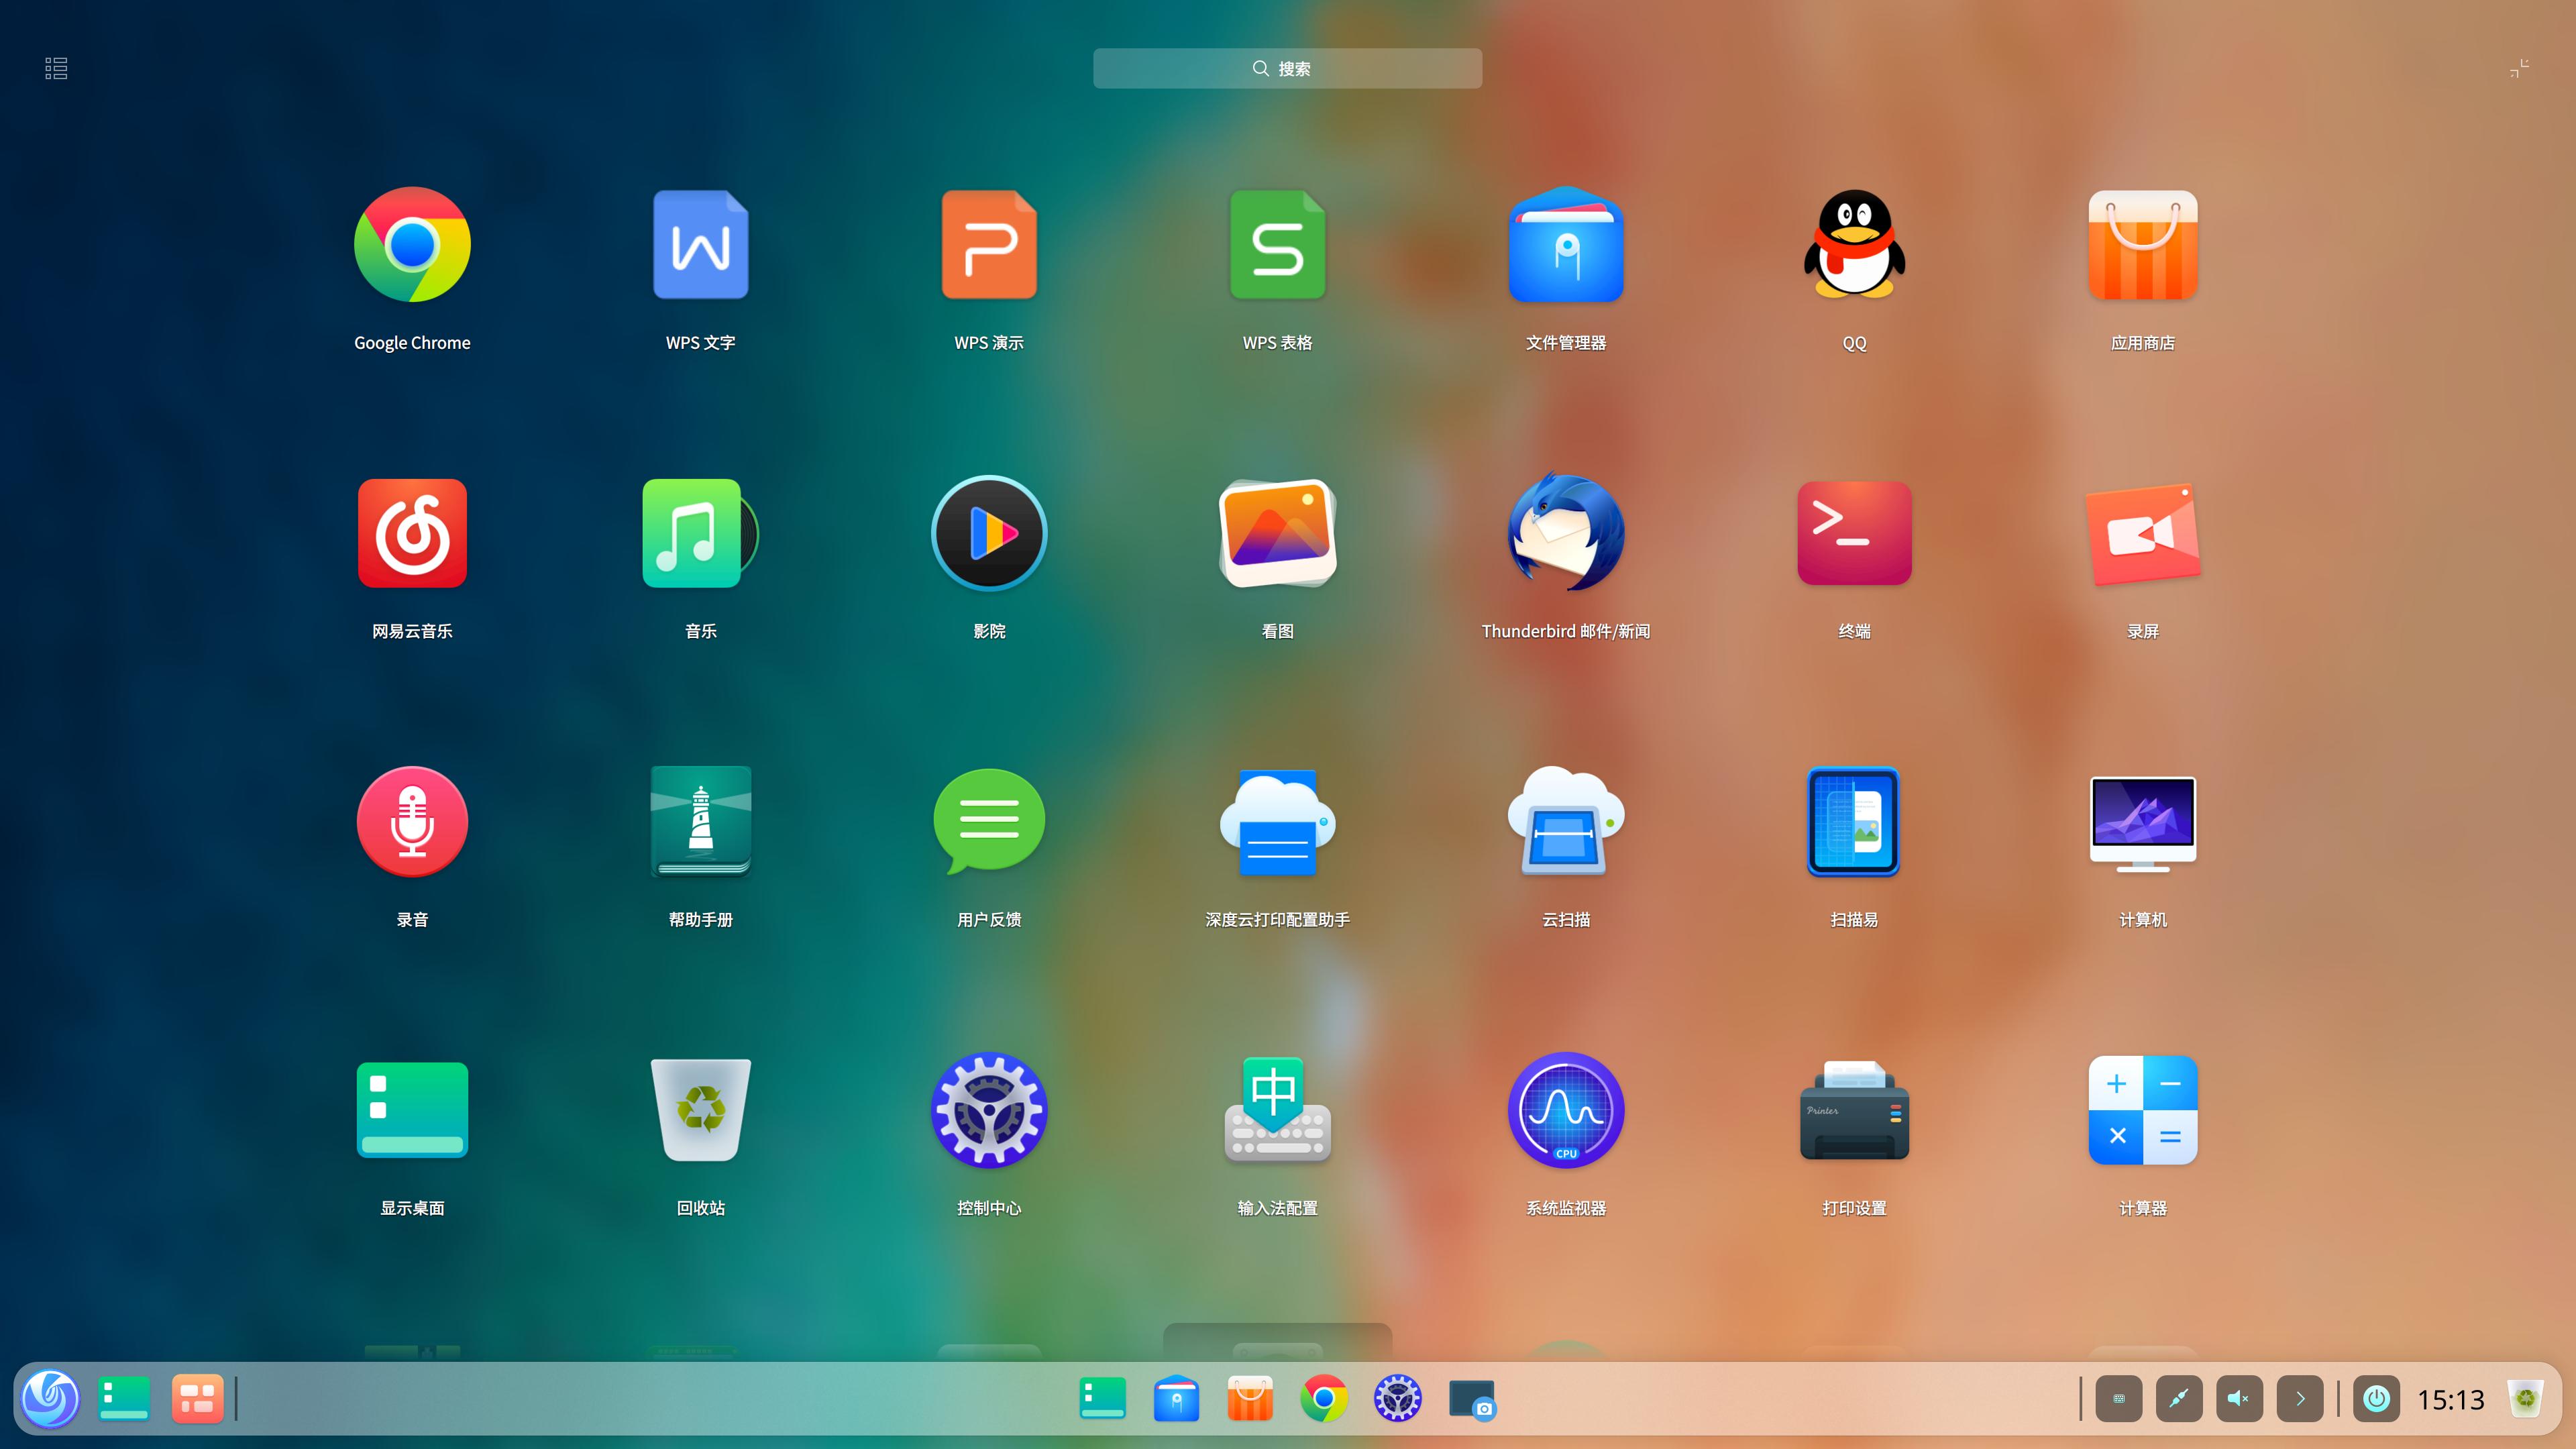 搜索
Google Chrome
WPS 文字
WPS 演示
WPS 表格
文件管理器
QQ
应用商店
网易云音乐
音乐
影院
看图
Thunderbird 邮件/新闻
终端
录屏
录音
帮助手册
用户反馈
深度云打印配置助手
云扫描
扫描易
计算机
中
CPU
Printer
显示桌面
回收站
控制中心
输入法配置
系统监视器
打印设置
计算器
15:13